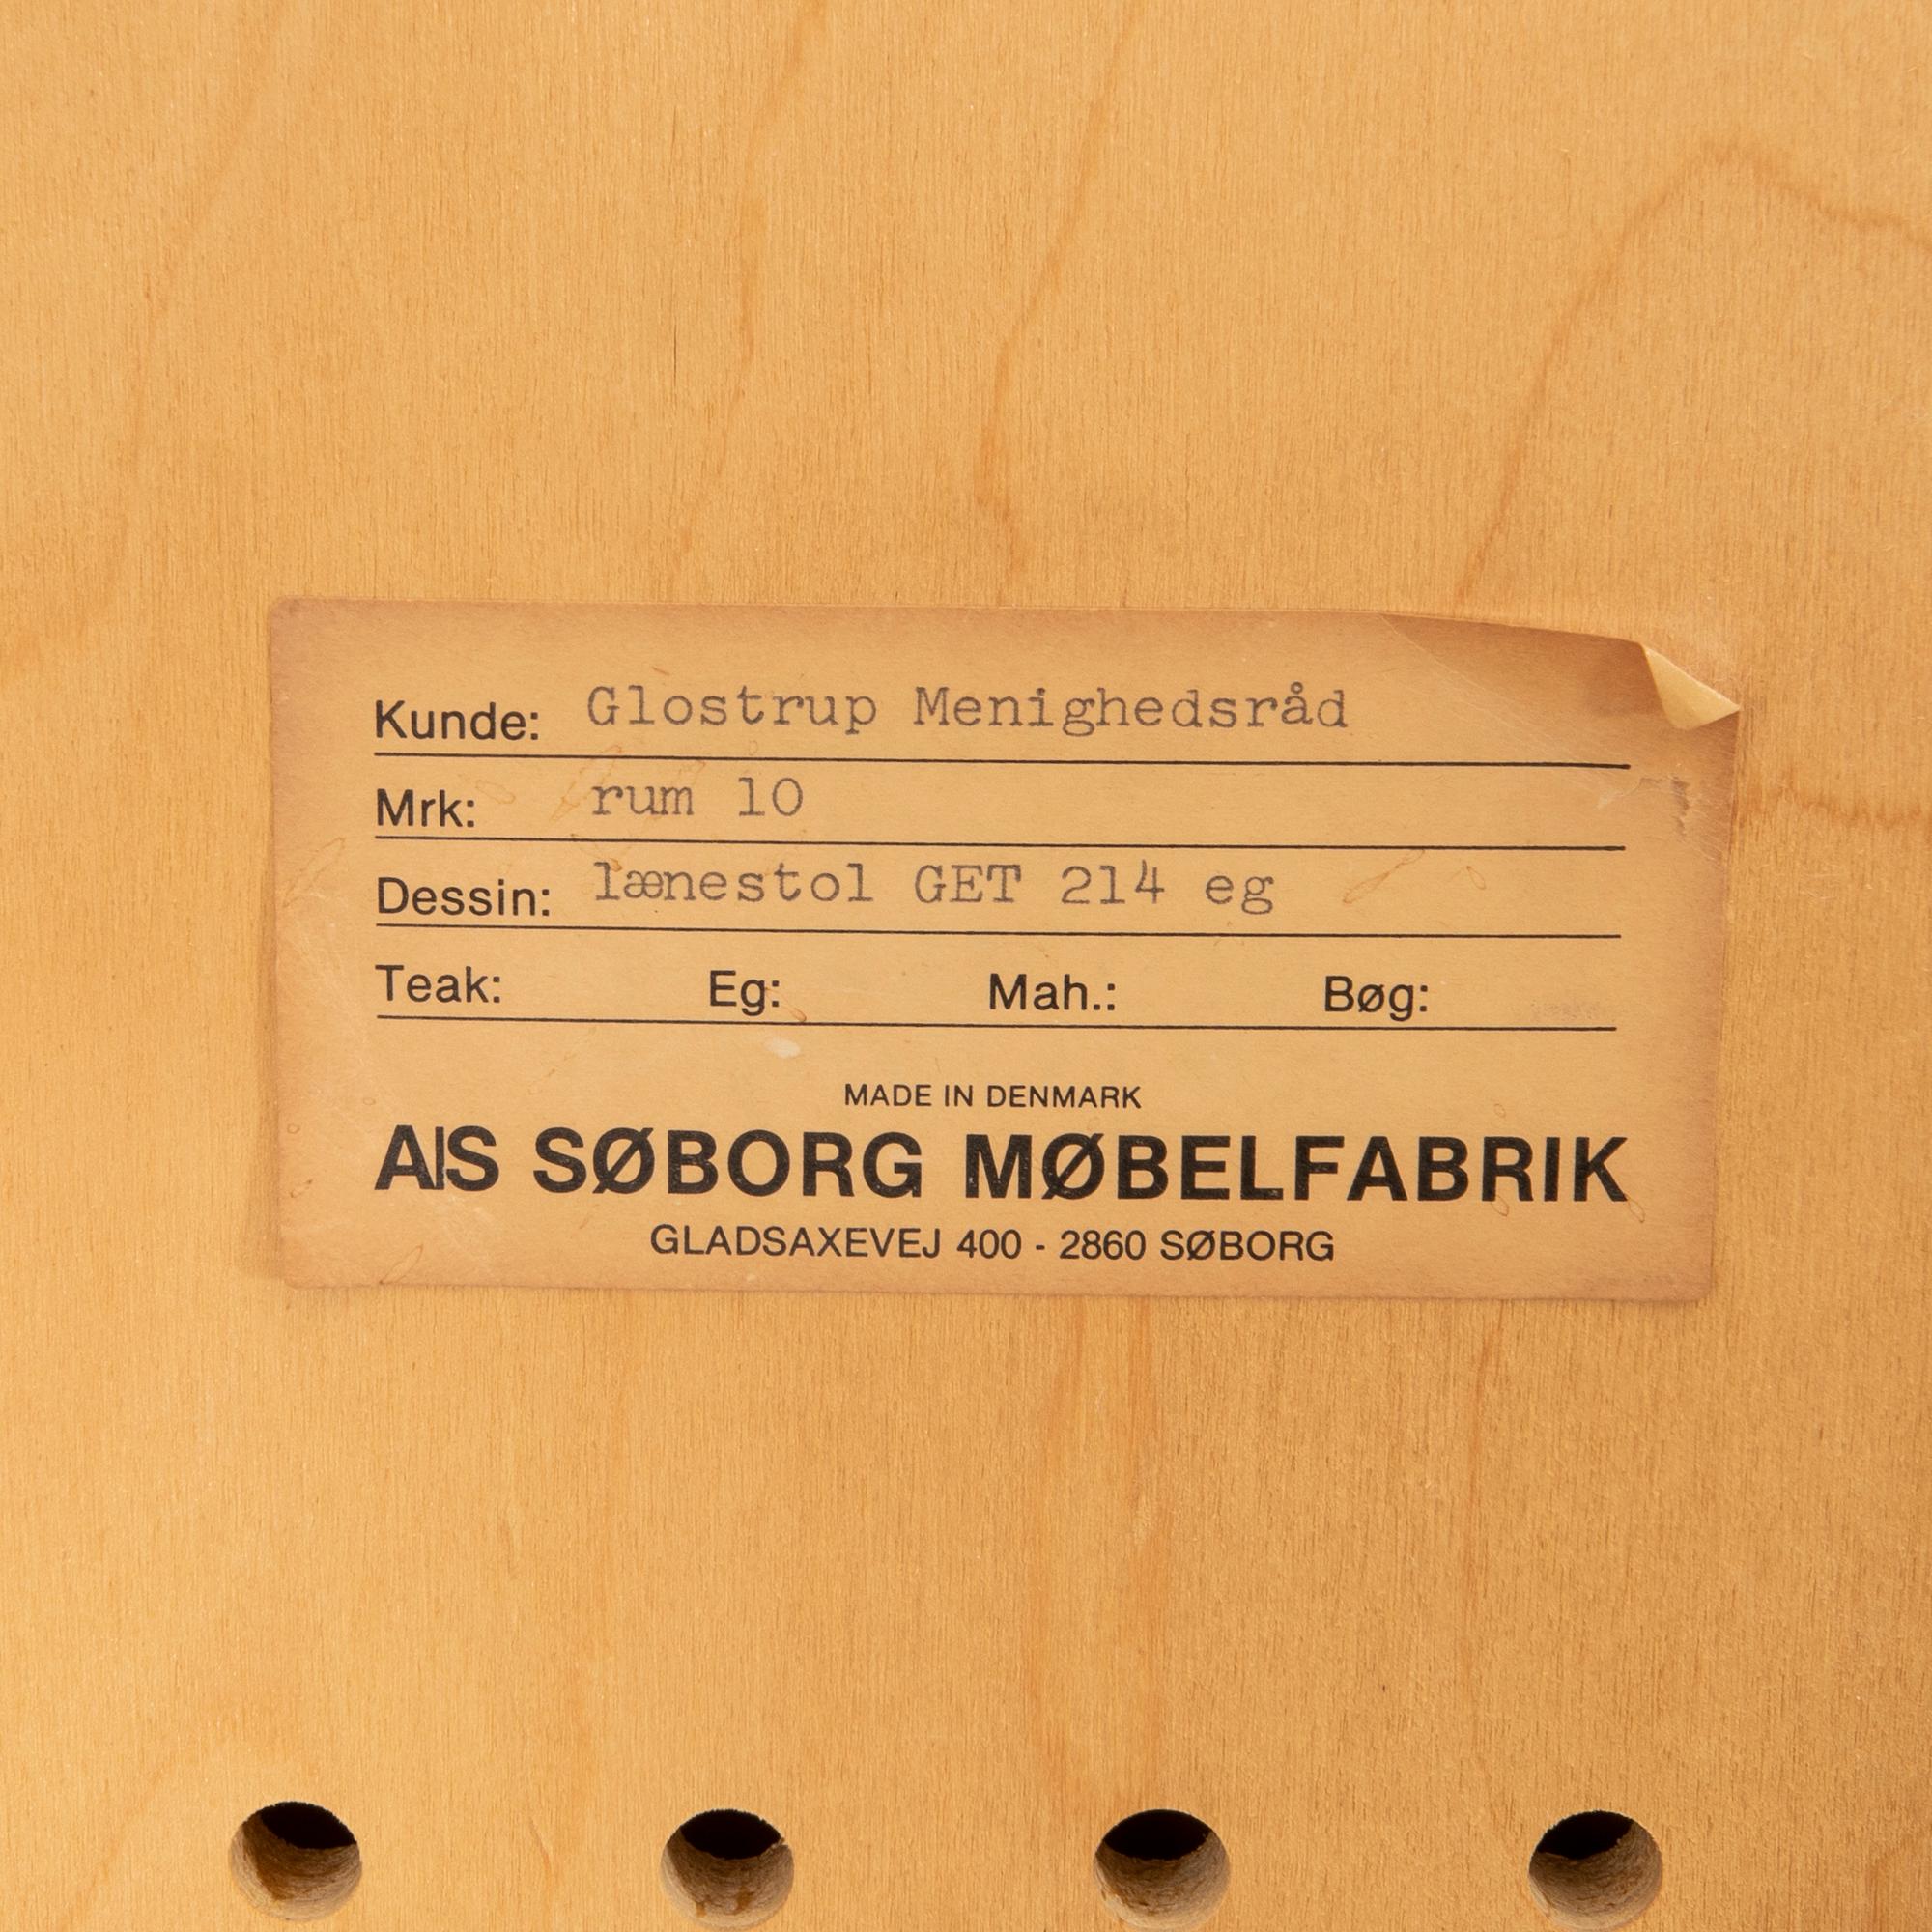 Kunde: Glostrup Menighedsråd
Mrk: rum 10
Dessin: lænestol GET 214 eg
Teak: Eg: Mah.: Bøg:
MADE IN DENMARK
A/S SØBORG MØBELFABRIK
GLADSAXEVEJ 400 - 2860 SØBORG